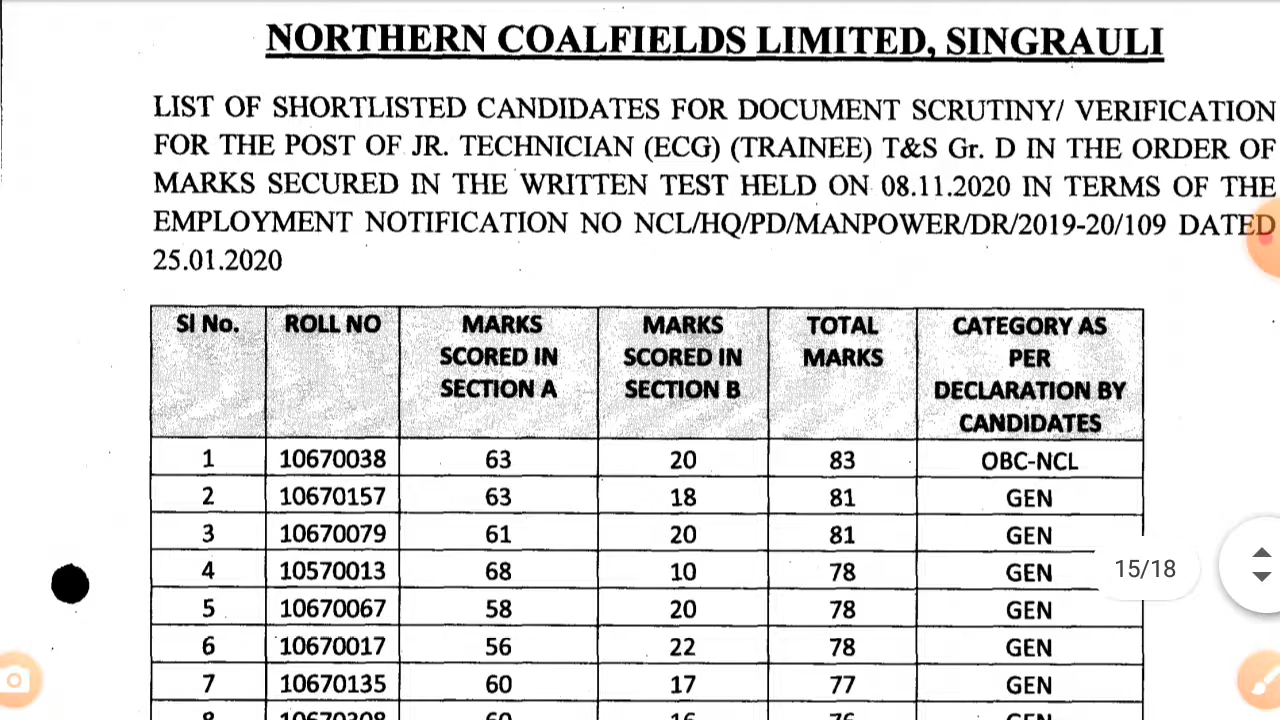 NORTHERN COALFIELDS LIMITED, SINGRAULI
LIST OF SHORTLISTED CANDIDATES FOR DOCUMENT SCRUTINY/ VERIFICATION
FOR THE POST OF JR. TECHNICIAN (ECG) (TRAINEE) T&S Gr. D IN THE ORDER OF
MARKS SECURED IN THE WRITTEN TEST HELD ON 08.11.2020 IN TERMS OF THE
EMPLOYMENT NOTIFICATION NO NCL/HQ/PD/MANPOWER/DR/2019-20/109 DATED
25.01.2020
Sl No. ROLL NO MARKS SCORED IN SECTION A MARKS SCORED IN SECTION B TOTAL MARKS CATEGORY AS PER DECLARATION BY CANDIDATES
1 10670038 63 20 83 OBC-NCL
2 10670157 63 18 81 GEN
3 10670079 61 20 81 GEN
4 10570013 68 10 78 GEN
5 10670067 58 20 78 GEN
6 10670017 56 22 78 GEN
7 10670135 60 17 77 GEN
15/18